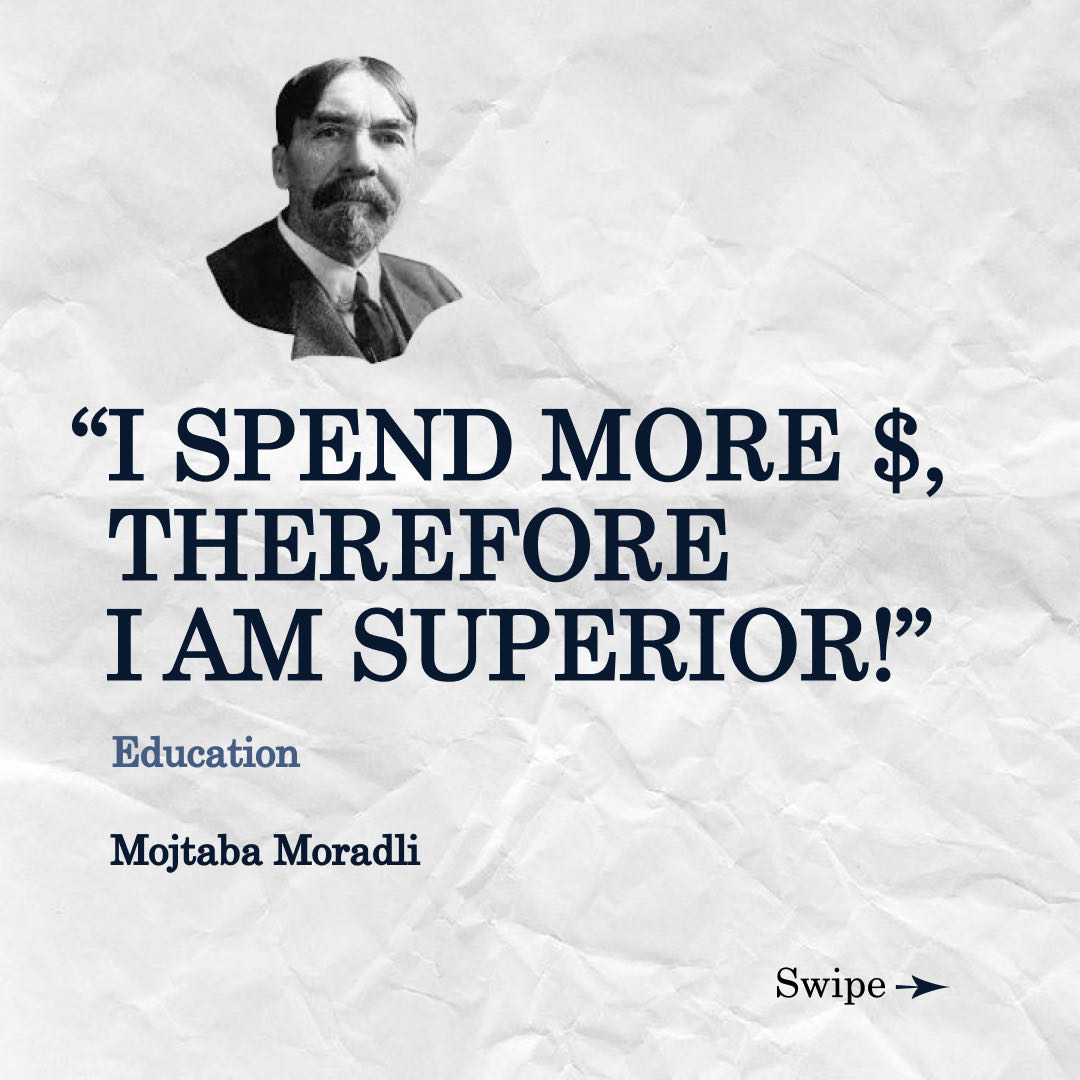 “I SPEND MORE $,
THEREFORE
I AM SUPERIOR!”
Education
Mojtaba Moradli
Swipe